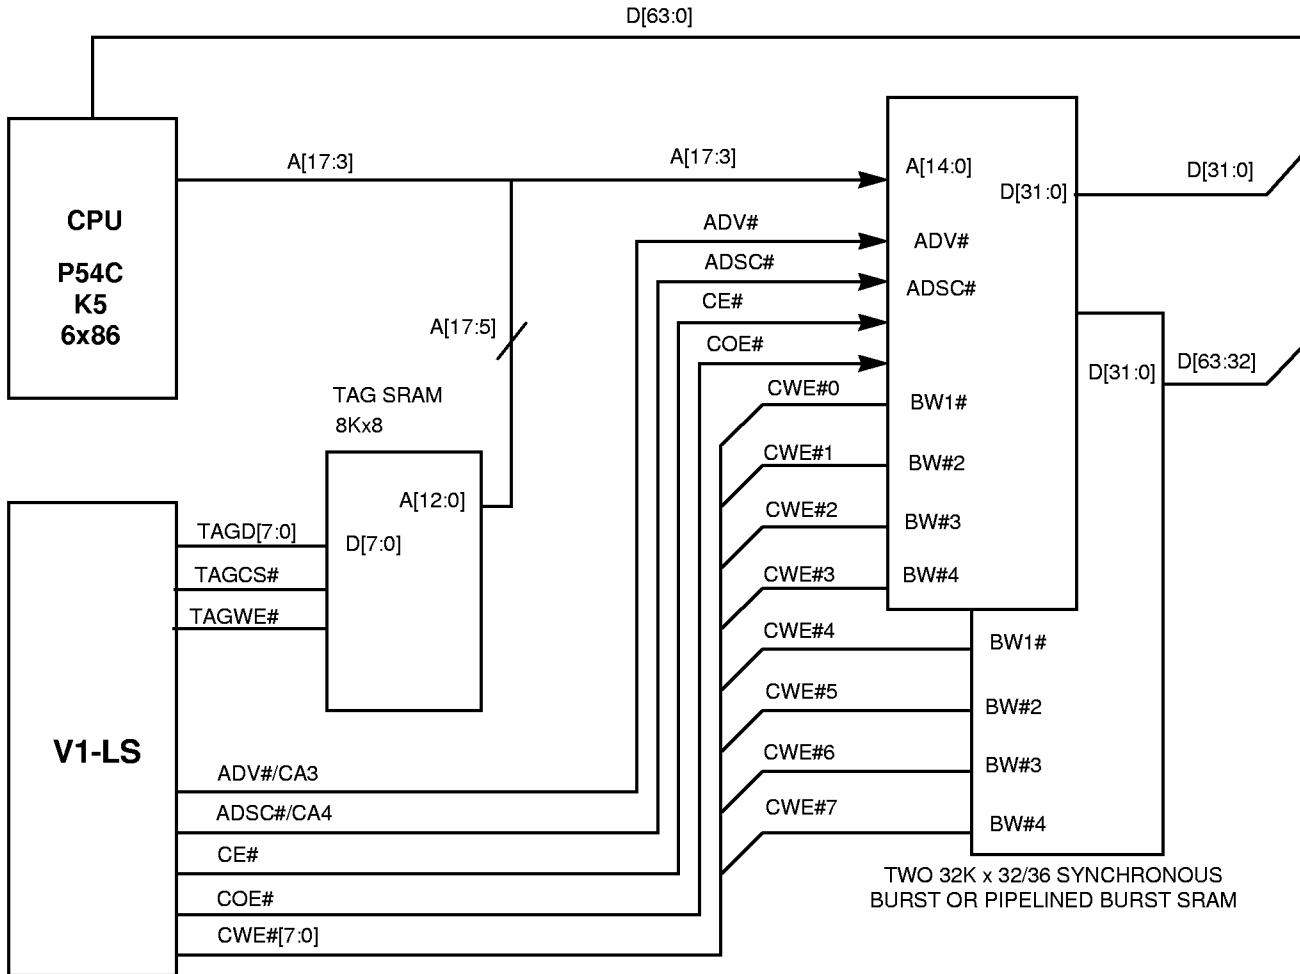 D[63:0]
A[17:3]
A[17:3]
A[14:0]
D[31:0]
D[31:0]
CPU
P54C
K5
6x86
ADV#
ADV#
ADSC#
ADSC#
CE#
A[17:5]
COE#
D[31:0]
D[63:32]
TAG SRAM
8Kx8
CWE#0
BW1#
CWE#1
BW#2
A[12:0]
CWE#2
BW#3
TAGD[7:0]
D[7:0]
TAGCS#
CWE#3
BW#4
TAGWE#
CWE#4
BW1#
CWE#5
BW#2
V1-LS
CWE#6
BW#3
ADV#/CA3
CWE#7
ADSC#/CA4
BW#4
CE#
COE#
CWE#[7:0]
TWO 32K x 32/36 SYNCHRONOUS
BURST OR PIPELINED BURST SRAM